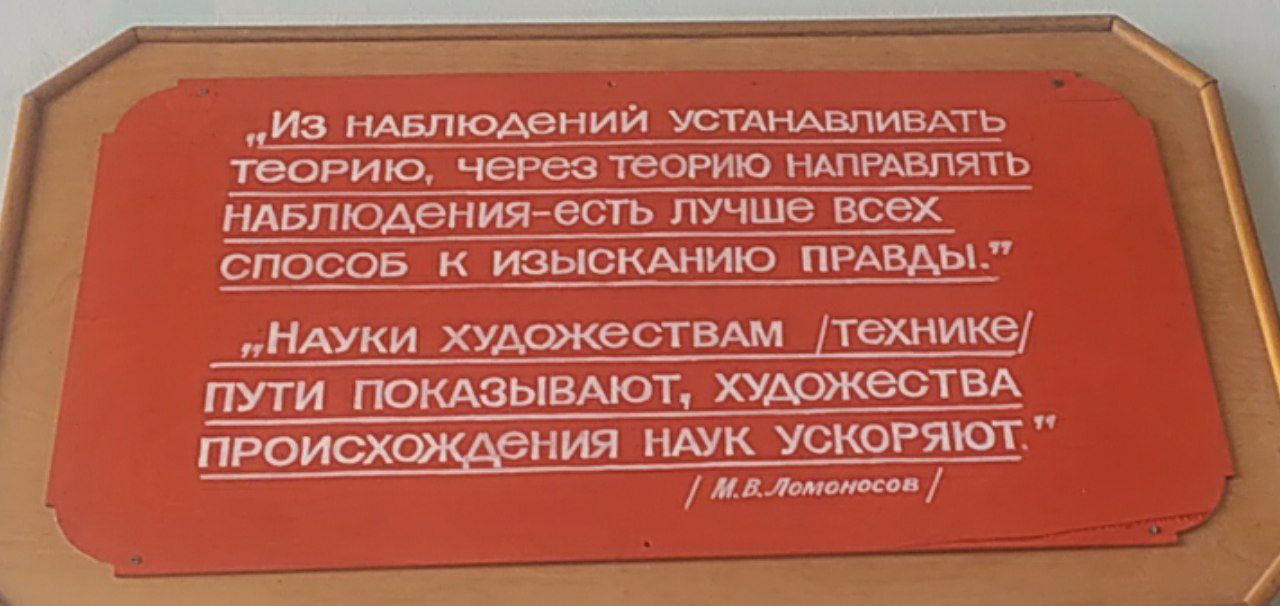 „Из наблюдений устанавливать
теорию, через теорию направлять
наблюдения-есть лучше всех
способ к изысканию правды."
„Науки художествам /технике/
пути показывают, художества
происхождения наук ускоряют."
/ М.В.Ломоносов /